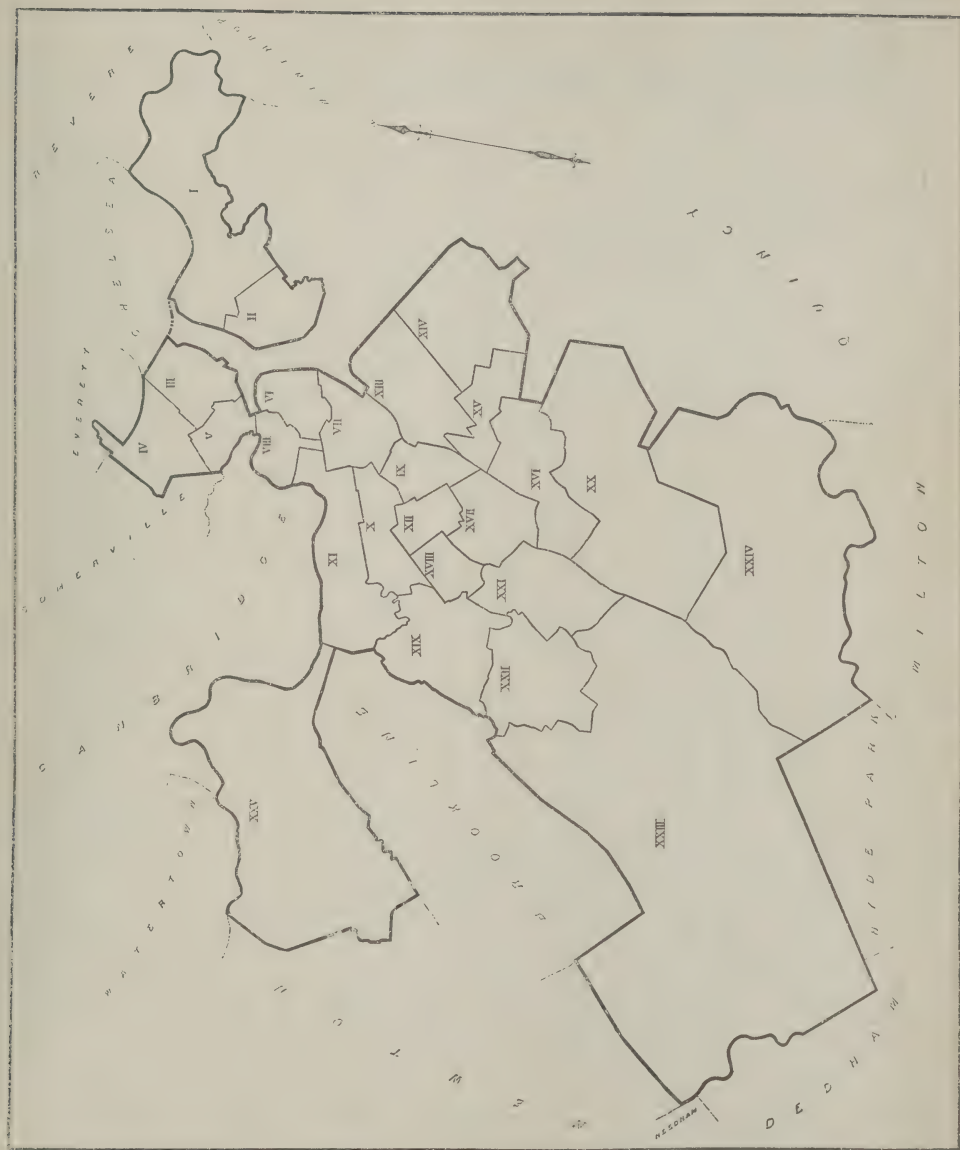 REVERE
WINTHROP
CHELSEA
I
II
QUINCY
EVERETT
III
IV
V
VI
VII
VIII
XIII
XIV
XV
XVI
XX
IX
X
XI
XII
XVII
XVIII
XIX
XXI
XXII
XXIV
MILTON
SOMERVILLE
CAMBRIDGE
BROOKLINE
XXV
XXIII
HYDE PARK
WATERTOWN
NEWTON
NEEDHAM
DEDHAM